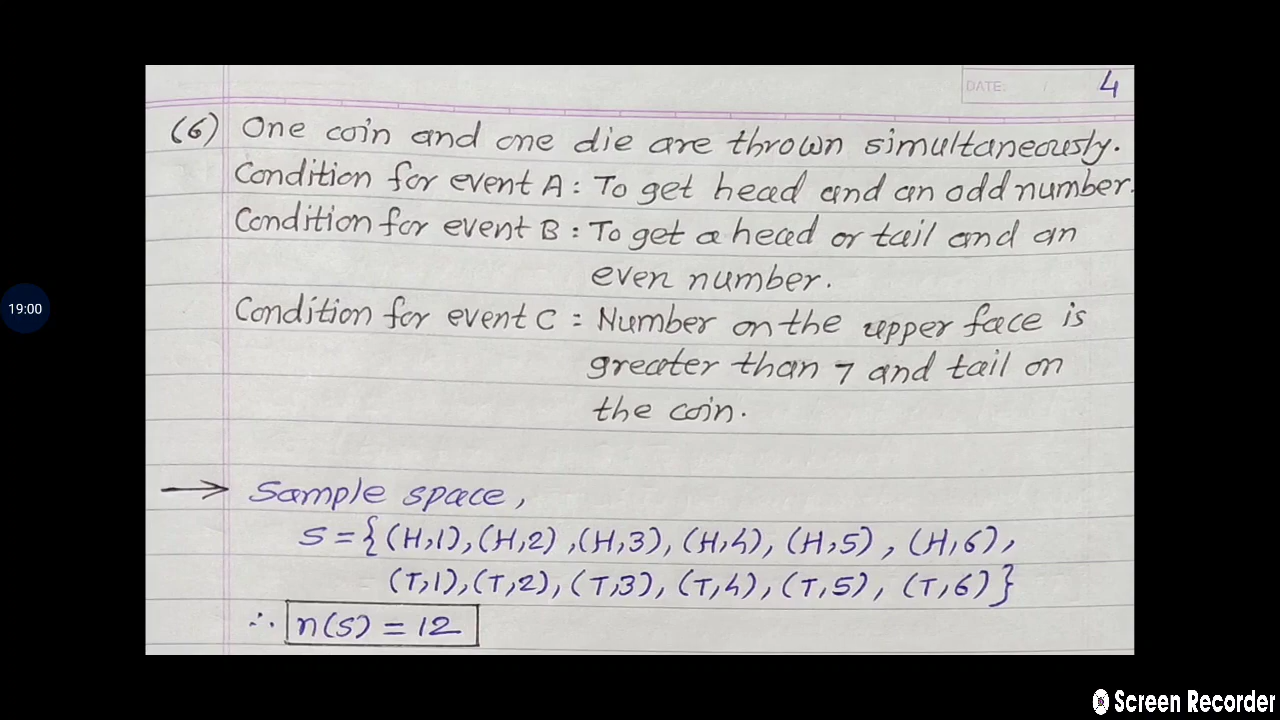 DATE: / 4
(6) One coin and one die are thrown simultaneously.
Condition for event A : To get head and an odd number.
Condition for event B : To get a head or tail and an
even number.
Condition for event C : Number on the upper face is
greater than 7 and tail on
the coin.
19:00
→ Sample space,
S = {(H,1), (H,2), (H,3), (H,4), (H,5), (H,6),
(T,1), (T,2), (T,3), (T,4), (T,5), (T,6)}
∴ n(S) = 12
Screen Recorder